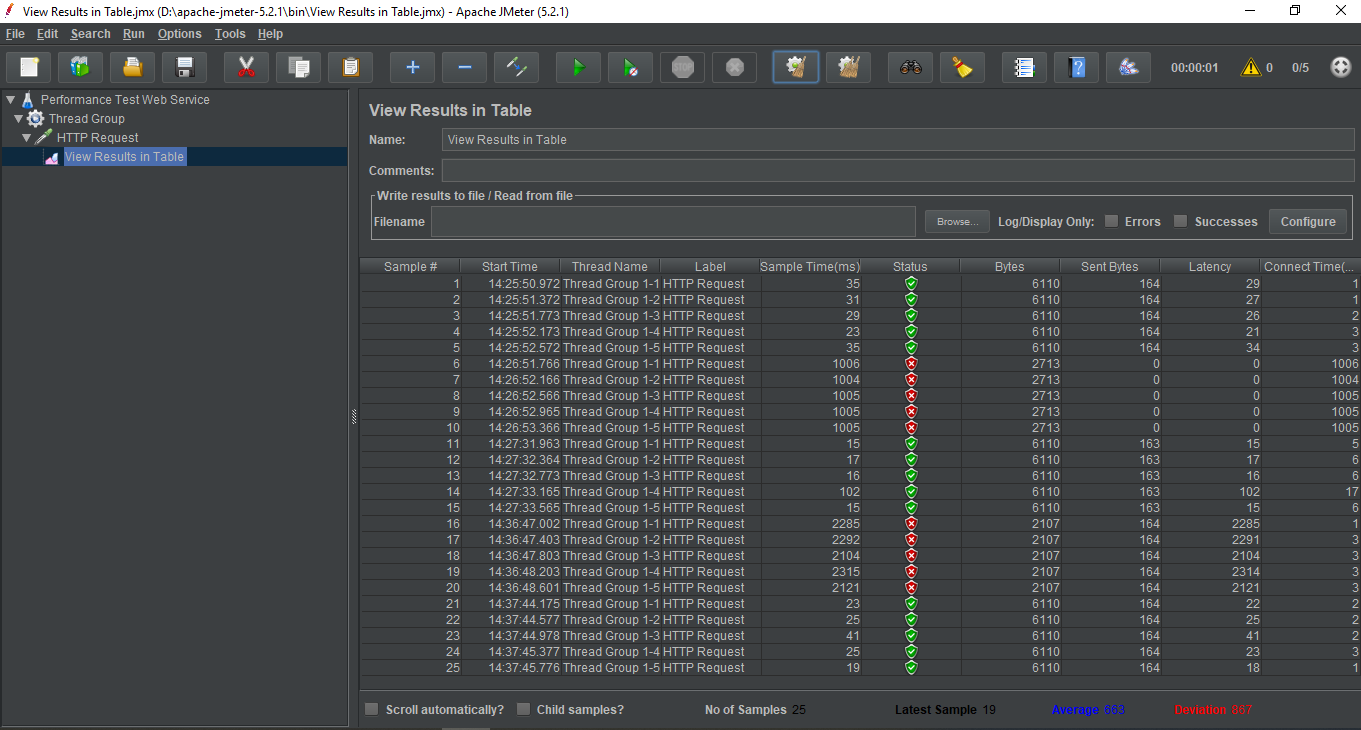 View Results in Table.jmx (D:\apache-jmeter-5.2.1\bin\View Results in Table.jmx) - Apache JMeter (5.2.1)
File Edit Search Run Options Tools Help
STOP 00:00:01 0 0/5
Performance Test Web Service
Thread Group
HTTP Request
View Results in Table
View Results in Table
Name: View Results in Table
Comments:
Write results to file / Read from file
Filename Browse... Log/Display Only: Errors Successes Configure
Sample # Start Time Thread Name Label Sample Time(ms) Status Bytes Sent Bytes Latency Connect Time(...
1 14:25:50.972 Thread Group 1-1 HTTP Request 35 6110 164 29 1
2 14:25:51.372 Thread Group 1-2 HTTP Request 31 6110 164 27 1
3 14:25:51.773 Thread Group 1-3 HTTP Request 29 6110 164 26 2
4 14:25:52.173 Thread Group 1-4 HTTP Request 23 6110 164 21 3
5 14:25:52.572 Thread Group 1-5 HTTP Request 35 6110 164 34 3
6 14:26:51.766 Thread Group 1-1 HTTP Request 1006 2713 0 0 1006
7 14:26:52.166 Thread Group 1-2 HTTP Request 1004 2713 0 0 1004
8 14:26:52.566 Thread Group 1-3 HTTP Request 1005 2713 0 0 1005
9 14:26:52.965 Thread Group 1-4 HTTP Request 1005 2713 0 0 1005
10 14:26:53.366 Thread Group 1-5 HTTP Request 1005 2713 0 0 1005
11 14:27:31.963 Thread Group 1-1 HTTP Request 15 6110 163 15 5
12 14:27:32.364 Thread Group 1-2 HTTP Request 17 6110 163 17 6
13 14:27:32.773 Thread Group 1-3 HTTP Request 16 6110 163 16 6
14 14:27:33.165 Thread Group 1-4 HTTP Request 102 6110 163 102 17
15 14:27:33.565 Thread Group 1-5 HTTP Request 15 6110 163 15 6
16 14:36:47.002 Thread Group 1-1 HTTP Request 2285 2107 164 2285 1
17 14:36:47.403 Thread Group 1-2 HTTP Request 2292 2107 164 2291 3
18 14:36:47.803 Thread Group 1-3 HTTP Request 2104 2107 164 2104 3
19 14:36:48.203 Thread Group 1-4 HTTP Request 2315 2107 164 2314 3
20 14:36:48.601 Thread Group 1-5 HTTP Request 2121 2107 164 2121 3
21 14:37:44.175 Thread Group 1-1 HTTP Request 23 6110 164 22 2
22 14:37:44.577 Thread Group 1-2 HTTP Request 25 6110 164 25 2
23 14:37:44.978 Thread Group 1-3 HTTP Request 41 6110 164 41 2
24 14:37:45.377 Thread Group 1-4 HTTP Request 25 6110 164 23 3
25 14:37:45.776 Thread Group 1-5 HTTP Request 19 6110 164 18 1
Scroll automatically? Child samples? No of Samples 25 Latest Sample 19 Average 663 Deviation 867